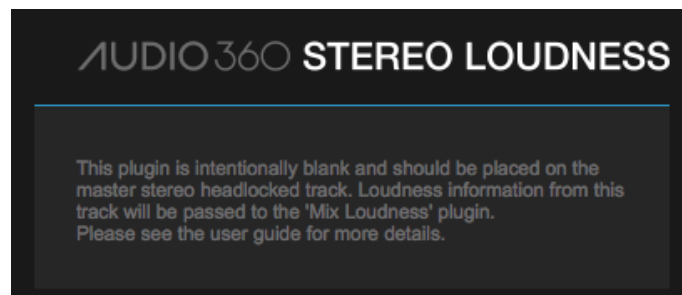 AUDIO360 STEREO LOUDNESS
This plugin is intentionally blank and should be placed on the
master stereo headlocked track. Loudness information from this
track will be passed to the 'Mix Loudness' plugin.
Please see the user guide for more details.